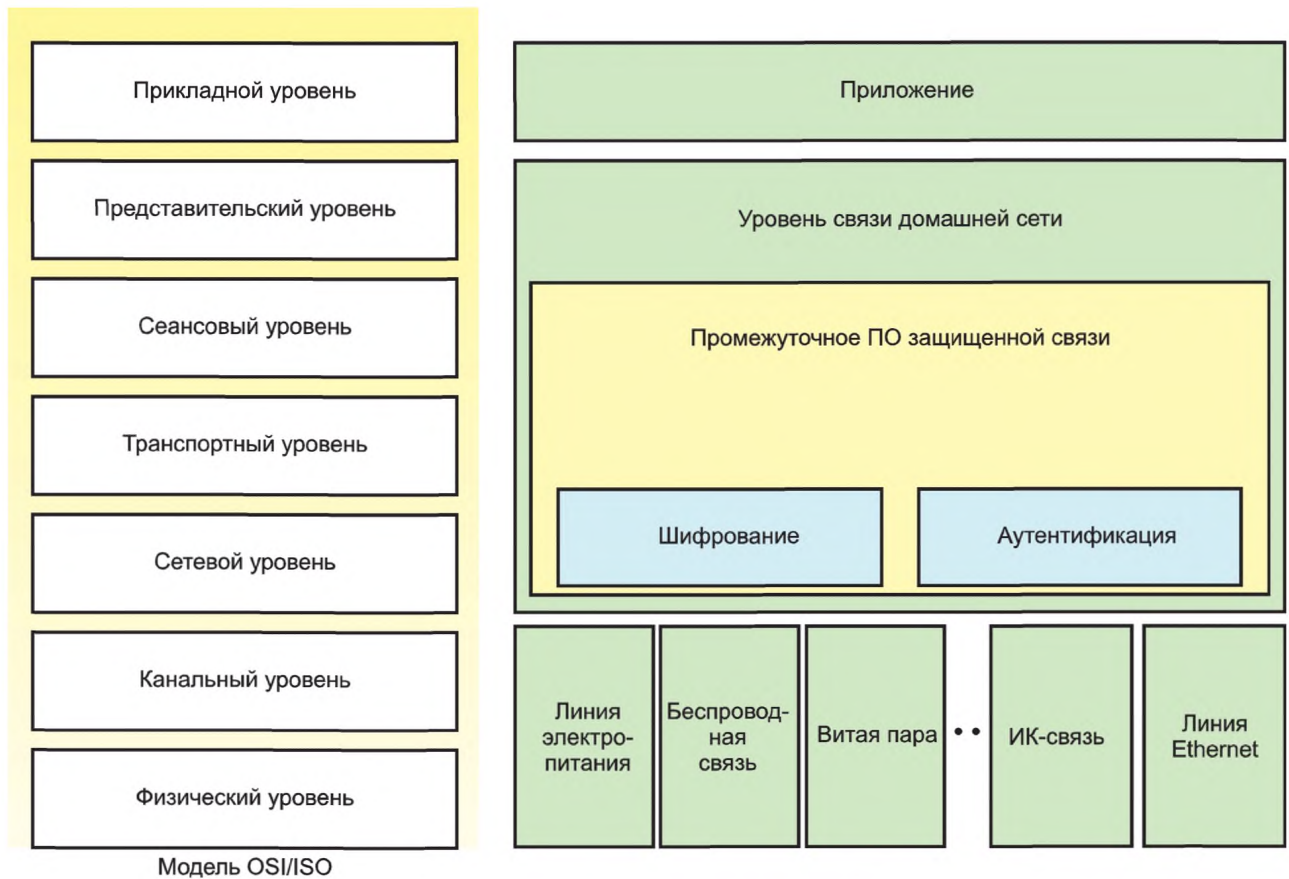 Прикладной уровень
Представительский уровень
Сеансовый уровень
Транспортный уровень
Сетевой уровень
Канальный уровень
Физический уровень
Модель OSI/ISO
Приложение
Уровень связи домашней сети
Промежуточное ПО защищенной связи
Шифрование
Аутентификация
Линия
электро-
питания
Беспровод-
ная
связь
Витая пара
• •
ИК-связь
Линия
Ethernet